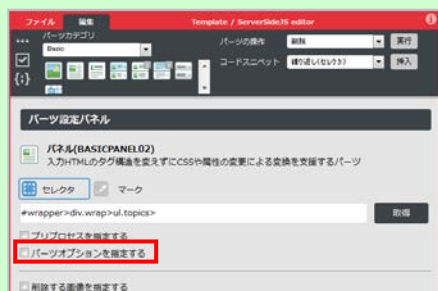 ファイル 編集 Template / ServerSideJS editor
パーツカテゴリ
Basic
パーツの操作 削除 実行
コードスニペット 繰り返し(セレクタ) 挿入
{;}
パーツ設定パネル
パネル(BASICPANEL02)
入力HTMLのタグ構造を変えずにCSSや属性の変更による変換を支援するパーツ
セレクタ マーク
#wrapper>div.wrap>ul.topics> 取得
プリプロセスを指定する
パーツオプションを指定する
削除する画像を指定する